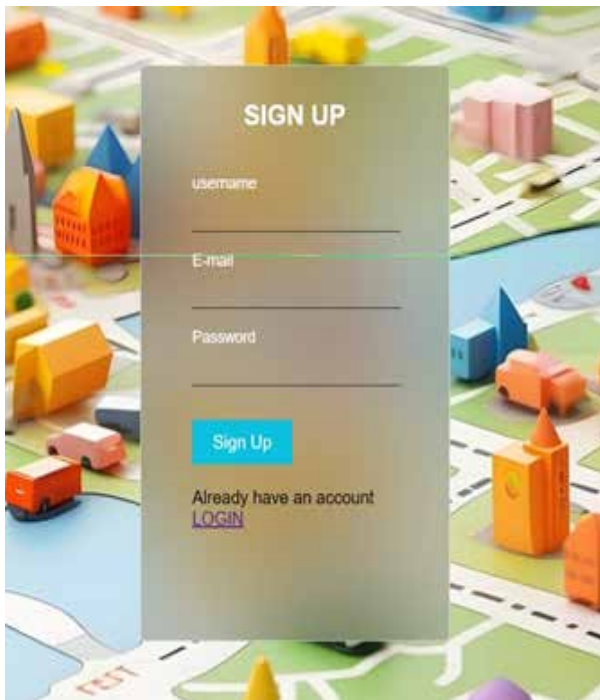 SIGN UP
username
E-mail
Password
Sign Up
Already have an account
LOGIN